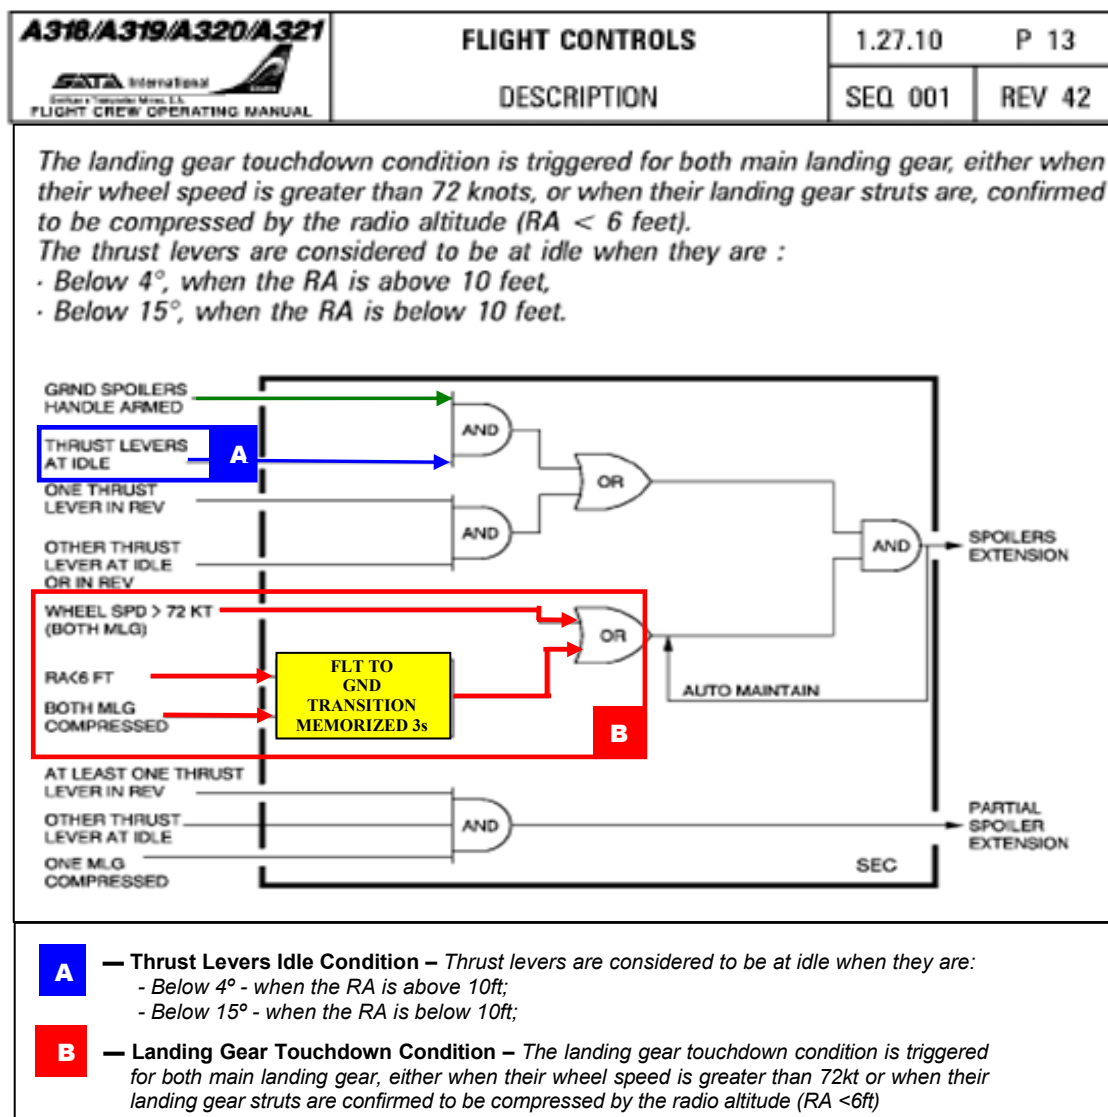 A318/A319/A320/A321
SATA International
FLIGHT CREW OPERATING MANUAL
FLIGHT CONTROLS
DESCRIPTION
1.27.10 P 13
SEQ 001 REV 42
The landing gear touchdown condition is triggered for both main landing gear, either when
their wheel speed is greater than 72 knots, or when their landing gear struts are, confirmed
to be compressed by the radio altitude (RA < 6 feet).
The thrust levers are considered to be at idle when they are :
· Below 4°, when the RA is above 10 feet,
· Below 15°, when the RA is below 10 feet.
GRND SPOILERS
HANDLE ARMED
THRUST LEVERS
AT IDLE
A
ONE THRUST
LEVER IN REV
OTHER THRUST
LEVER AT IDLE
OR IN REV
AND
AND
OR
AND
SPOILERS
EXTENSION
WHEEL SPD > 72 KT
(BOTH MLG)
RA<6 FT
BOTH MLG
COMPRESSED
FLT TO
GND
TRANSITION
MEMORIZED 3s
OR
AUTO MAINTAIN
B
AT LEAST ONE THRUST
LEVER IN REV
OTHER THRUST
LEVER AT IDLE
ONE MLG
COMPRESSED
AND
PARTIAL
SPOILER
EXTENSION
SEC
A — Thrust Levers Idle Condition – Thrust levers are considered to be at idle when they are:
- Below 4º - when the RA is above 10ft;
- Below 15º - when the RA is below 10ft;
B — Landing Gear Touchdown Condition – The landing gear touchdown condition is triggered
for both main landing gear, either when their wheel speed is greater than 72kt or when their
landing gear struts are confirmed to be compressed by the radio altitude (RA <6ft)